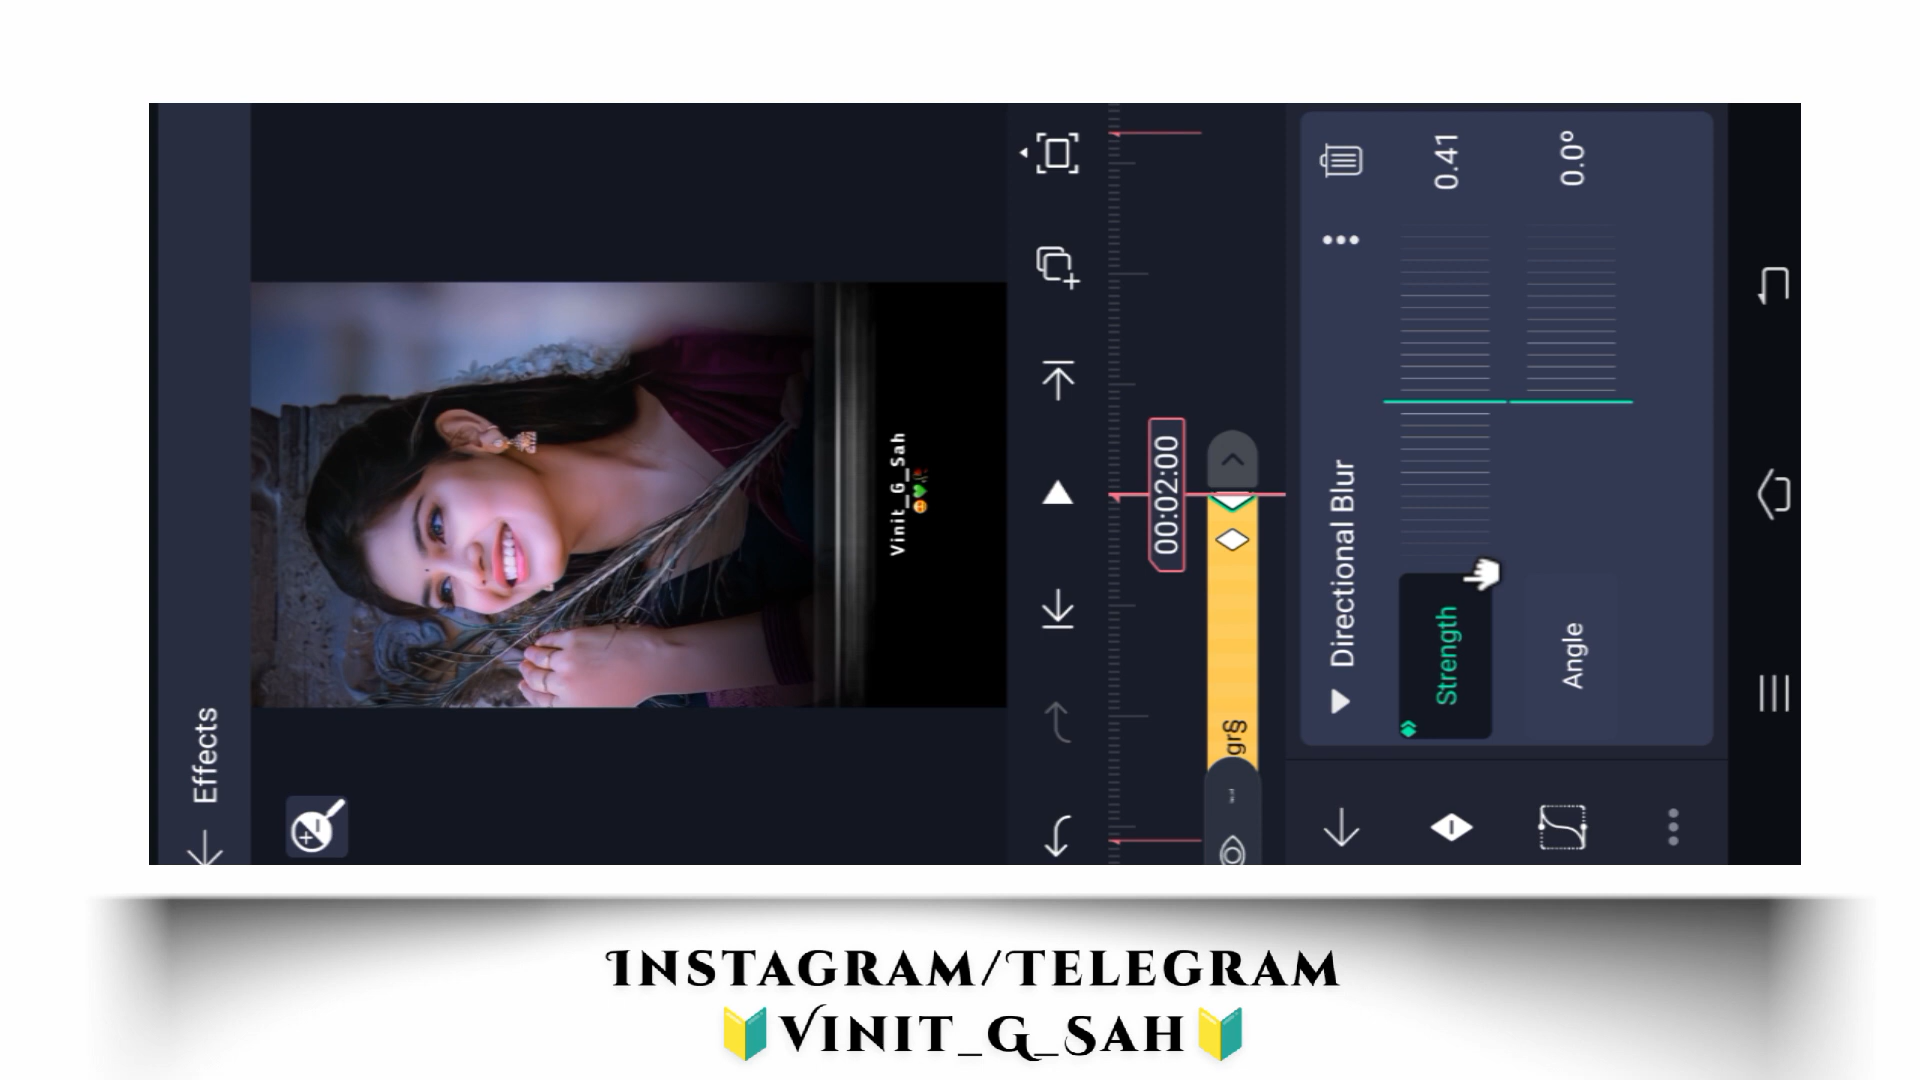 Effects
Vinit_G_Sah
🤩💚🥀
00:02:00
Directional Blur
Strength
0.41
Angle
0.0°
INSTAGRAM/TELEGRAM
🔰VINIT_G_SAH🔰